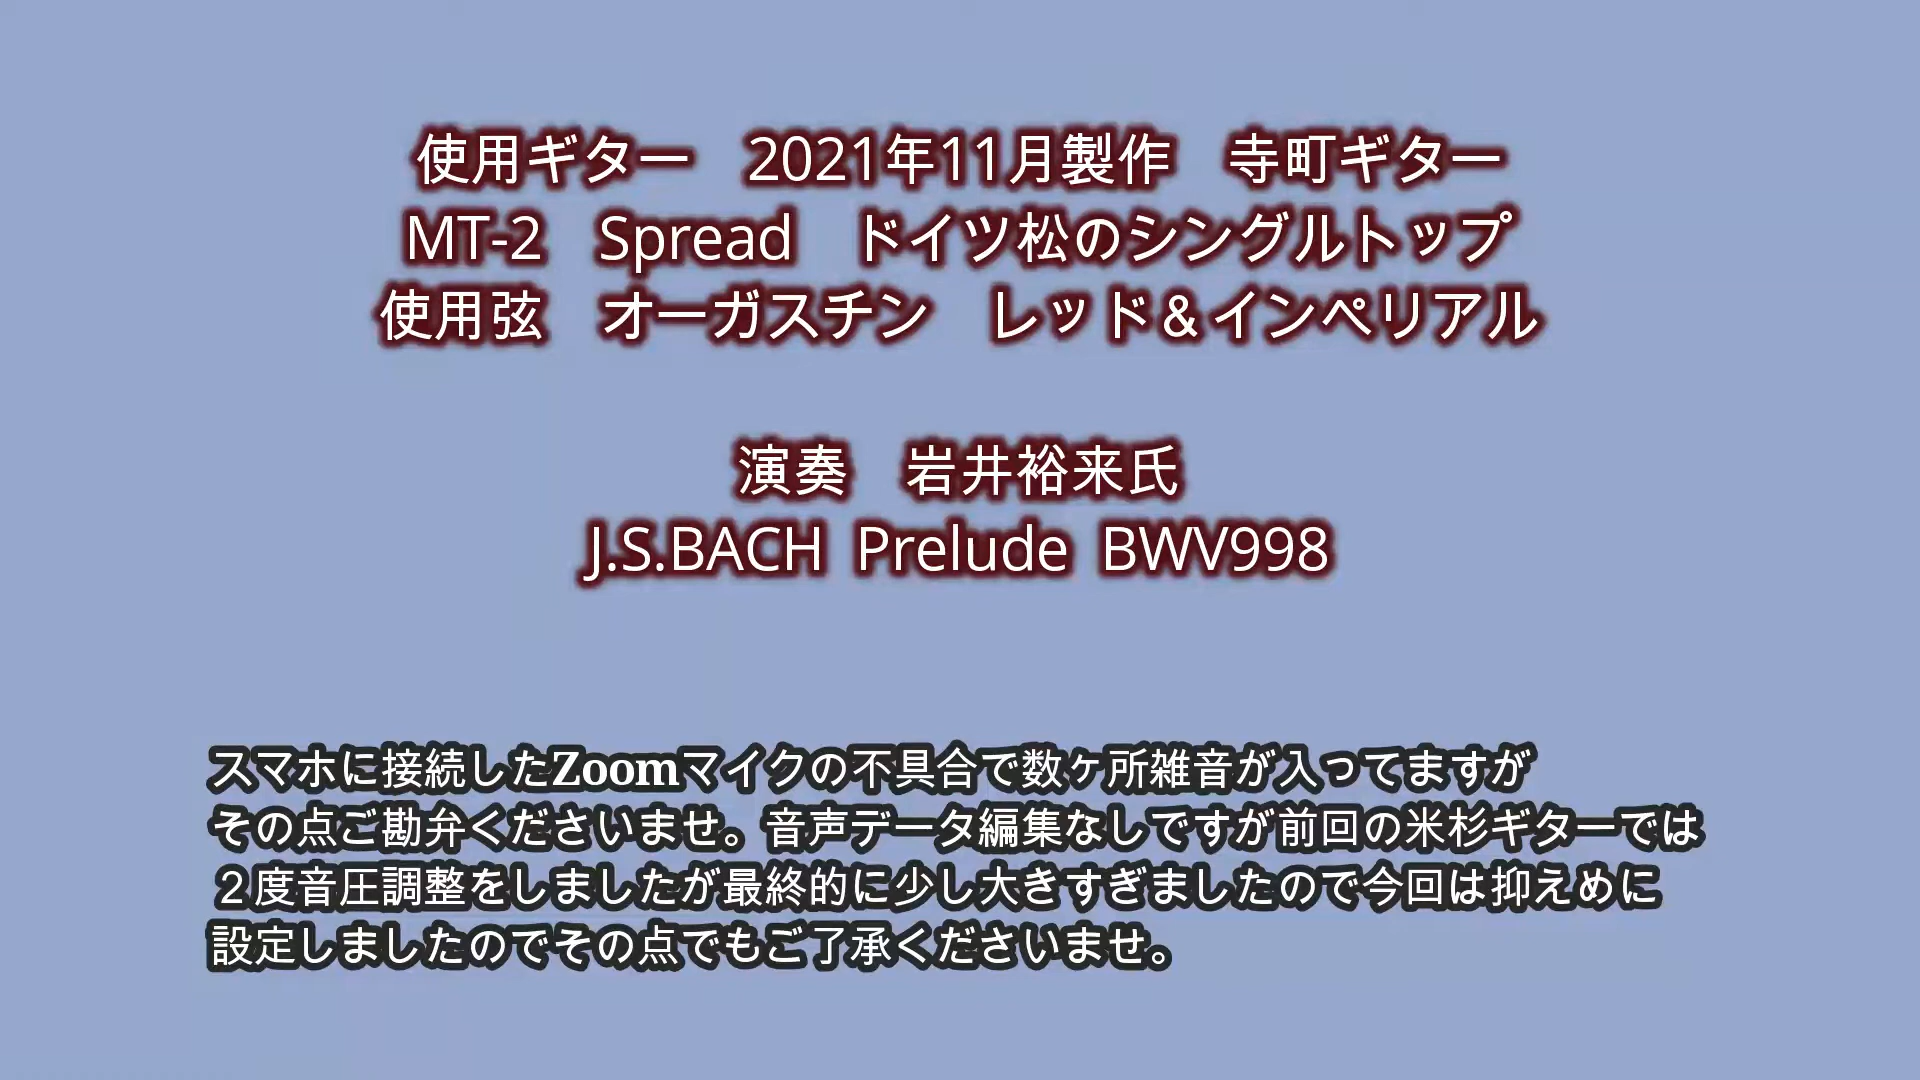 使用ギター　2021年11月製作　寺町ギター
MT-2　Spread　ドイツ松のシングルトップ
使用弦　オーガスチン　レッド＆インペリアル
演奏　岩井裕来氏
J.S.BACH  Prelude  BWV998
スマホに接続したZoomマイクの不具合で数ヶ所雑音が入ってますが
その点ご勘弁くださいませ。音声データ編集なしですが前回の米杉ギターでは
２度音圧調整をしましたが最終的に少し大きすぎましたので今回は抑えめに
設定しましたのでその点でもご了承くださいませ。